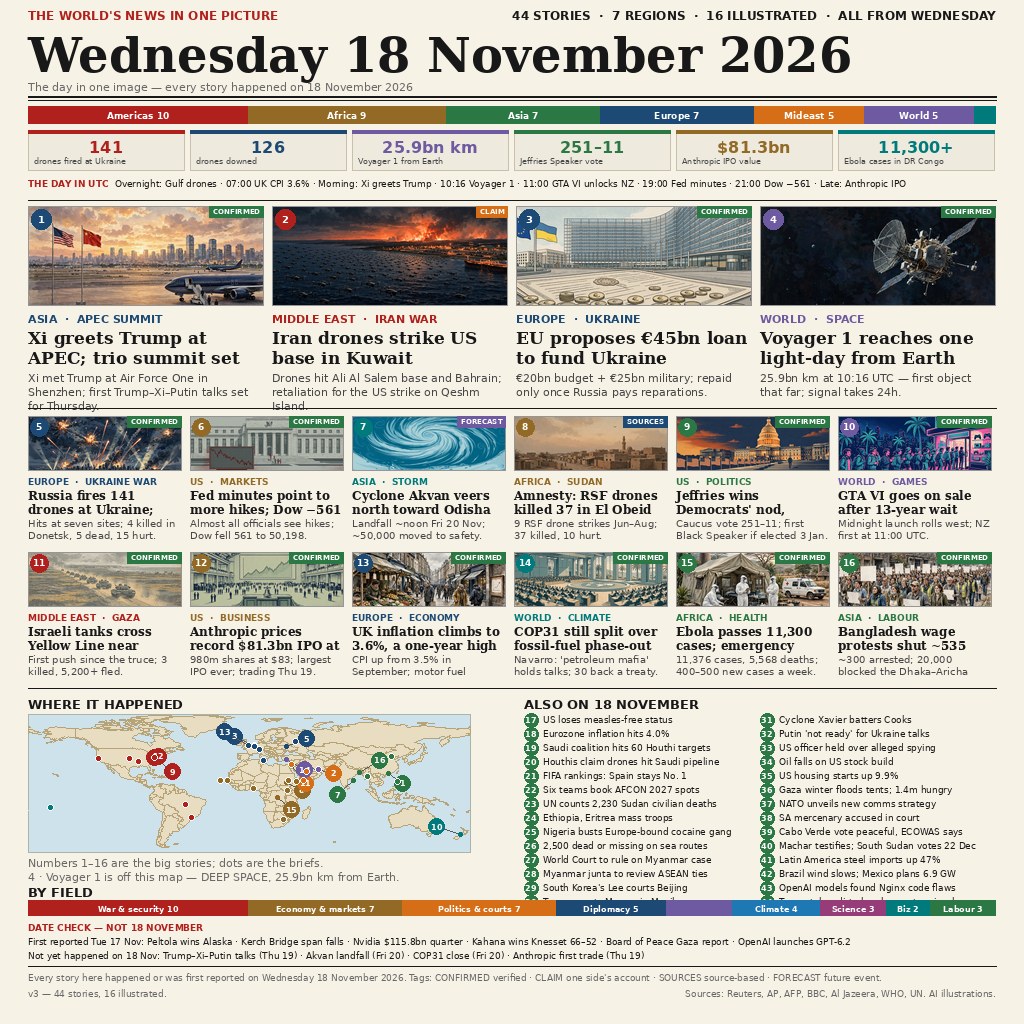 THE WORLD'S NEWS IN ONE PICTURE
44 STORIES · 7 REGIONS · 16 ILLUSTRATED · ALL FROM WEDNESDAY
Wednesday 18 November 2026
The day in one image — every story happened on 18 November 2026
Americas 10
Africa 9
Asia 7
Europe 7
Mideast 5
World 5
141
drones fired at Ukraine
126
drones downed
25.9bn km
Voyager 1 from Earth
251–11
Jeffries Speaker vote
$81.3bn
Anthropic IPO value
11,300+
Ebola cases in DR Congo
THE DAY IN UTC Overnight: Gulf drones · 07:00 UK CPI 3.6% · Morning: Xi greets Trump · 10:16 Voyager 1 · 11:00 GTA VI unlocks NZ · 19:00 Fed minutes · 21:00 Dow −561 · Late: Anthropic IPO
1
CONFIRMED
ASIA · APEC SUMMIT
Xi greets Trump at
APEC; trio summit set
Xi met Trump at Air Force One in
Shenzhen; first Trump–Xi–Putin talks set
for Thursday.
2
CLAIM
MIDDLE EAST · IRAN WAR
Iran drones strike US
base in Kuwait
Drones hit Ali Al Salem base and Bahrain;
retaliation for the US strike on Qeshm
Island.
3
CONFIRMED
EUROPE · UKRAINE
EU proposes €45bn loan
to fund Ukraine
€20bn budget + €25bn military; repaid
only once Russia pays reparations.
4
CONFIRMED
WORLD · SPACE
Voyager 1 reaches one
light-day from Earth
25.9bn km at 10:16 UTC — first object
that far; signal takes 24h.
5
CONFIRMED
EUROPE · UKRAINE WAR
Russia fires 141
drones at Ukraine;
Hits at seven sites; 4 killed in
Donetsk, 5 dead, 15 hurt.
6
CONFIRMED
US · MARKETS
Fed minutes point to
more hikes; Dow −561
Almost all officials see hikes;
Dow fell 561 to 50,198.
7
FORECAST
ASIA · STORM
Cyclone Akvan veers
north toward Odisha
Landfall ~noon Fri 20 Nov;
~50,000 moved to safety.
8
SOURCES
AFRICA · SUDAN
Amnesty: RSF drones
killed 37 in El Obeid
9 RSF drone strikes Jun–Aug;
37 killed, 10 hurt.
9
CONFIRMED
US · POLITICS
Jeffries wins
Democrats' nod,
Caucus vote 251–11; first
Black Speaker if elected 3 Jan.
10
CONFIRMED
WORLD · GAMES
GTA VI goes on sale
after 13-year wait
Midnight launch rolls west; NZ
first at 11:00 UTC.
11
CONFIRMED
MIDDLE EAST · GAZA
Israeli tanks cross
Yellow Line near
First push since the truce; 3
killed, 5,200+ fled.
12
CONFIRMED
US · BUSINESS
Anthropic prices
record $81.3bn IPO at
980m shares at $83; largest
IPO ever; trading Thu 19.
13
CONFIRMED
EUROPE · ECONOMY
UK inflation climbs to
3.6%, a one-year high
CPI up from 3.5% in
September; motor fuel
14
CONFIRMED
WORLD · CLIMATE
COP31 still split over
fossil-fuel phase-out
Navarro: 'petroleum mafia'
holds talks; 30 back a treaty.
15
CONFIRMED
AFRICA · HEALTH
Ebola passes 11,300
cases; emergency
11,376 cases, 5,568 deaths;
400–500 new cases a week.
16
CONFIRMED
ASIA · LABOUR
Bangladesh wage
protests shut ~535
~300 arrested; 20,000
blocked the Dhaka–Aricha
WHERE IT HAPPENED
13
3
5
2
9
16
2
1
7
15
10
Numbers 1–16 are the big stories; dots are the briefs.
4 · Voyager 1 is off this map — DEEP SPACE, 25.9bn km from Earth.
ALSO ON 18 NOVEMBER
17 US loses measles-free status
18 Eurozone inflation hits 4.0%
19 Saudi coalition hits 60 Houthi targets
20 Houthis claim drones hit Saudi pipeline
21 FIFA rankings: Spain stays No. 1
22 Six teams book AFCON 2027 spots
23 UN counts 2,230 Sudan civilian deaths
24 Ethiopia, Eritrea mass troops
25 Nigeria busts Europe-bound cocaine gang
26 2,500 dead or missing on sea routes
27 World Court to rule on Myanmar case
28 Myanmar junta to review ASEAN ties
29 South Korea's Lee courts Beijing
31 Cyclone Xavier batters Cooks
32 Putin 'not ready' for Ukraine talks
33 US officer held over alleged spying
34 Oil falls on US stock build
35 US housing starts up 9.9%
36 Gaza winter floods tents; 1.4m hungry
37 NATO unveils new comms strategy
38 SA mercenary accused in court
39 Cabo Verde vote peaceful, ECOWAS says
40 Machar testifies; South Sudan votes 22 Dec
41 Latin America steel imports up 47%
42 Brazil wind slows; Mexico plans 6.9 GW
43 OpenAI models found Nginx code flaws
BY FIELD
War & security 10
Economy & markets 7
Politics & courts 7
Diplomacy 5
Climate 4
Science 3
Biz 2
Labour 3
DATE CHECK — NOT 18 NOVEMBER
First reported Tue 17 Nov: Peltola wins Alaska · Kerch Bridge span falls · Nvidia $115.8bn quarter · Kahana wins Knesset 66–52 · Board of Peace Gaza report · OpenAI launches GPT-6.2
Not yet happened on 18 Nov: Trump–Xi–Putin talks (Thu 19) · Akvan landfall (Fri 20) · COP31 close (Fri 20) · Anthropic first trade (Thu 19)
Every story here happened or was first reported on Wednesday 18 November 2026. Tags: CONFIRMED verified · CLAIM one side's account · SOURCES source-based · FORECAST future event.
v3 — 44 stories, 16 illustrated.
Sources: Reuters, AP, AFP, BBC, Al Jazeera, WHO, UN. AI illustrations.